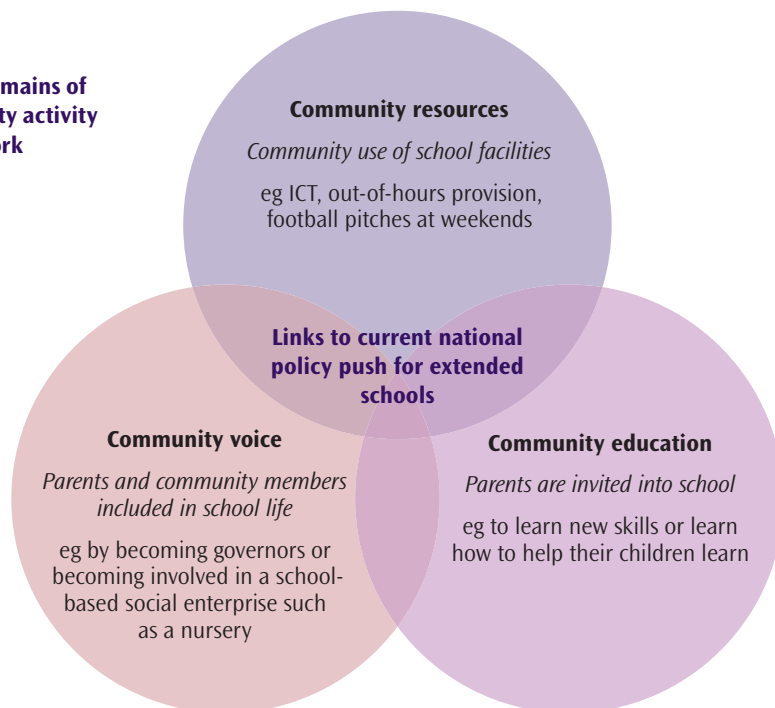 mains of
ty activity
rk
Community resources
Community use of school facilities
eg ICT, out-of-hours provision,
football pitches at weekends
Links to current national
policy push for extended
schools
Community voice
Parents and community members
included in school life
eg by becoming governors or
becoming involved in a school-
based social enterprise such
as a nursery
Community education
Parents are invited into school
eg to learn new skills or learn
how to help their children learn